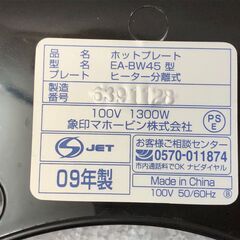 品名 ホットプレート
型名 EA-BW45 型
プレート ヒーター分離式
製造番号 6391128
100V 1300W
象印マホービン株式会社
PS
E
S JET
お客様ご相談センター
0570-011874
市内通話料でOK ナビダイヤル
09年製
Made in China
100V 50/60Hz B